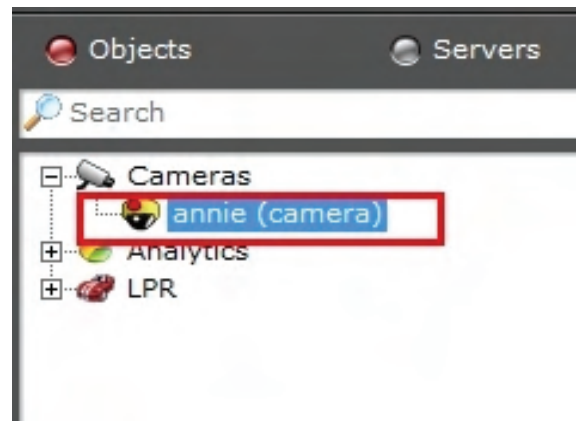 Objects Servers
Search
Cameras
annie (camera)
Analytics
LPR